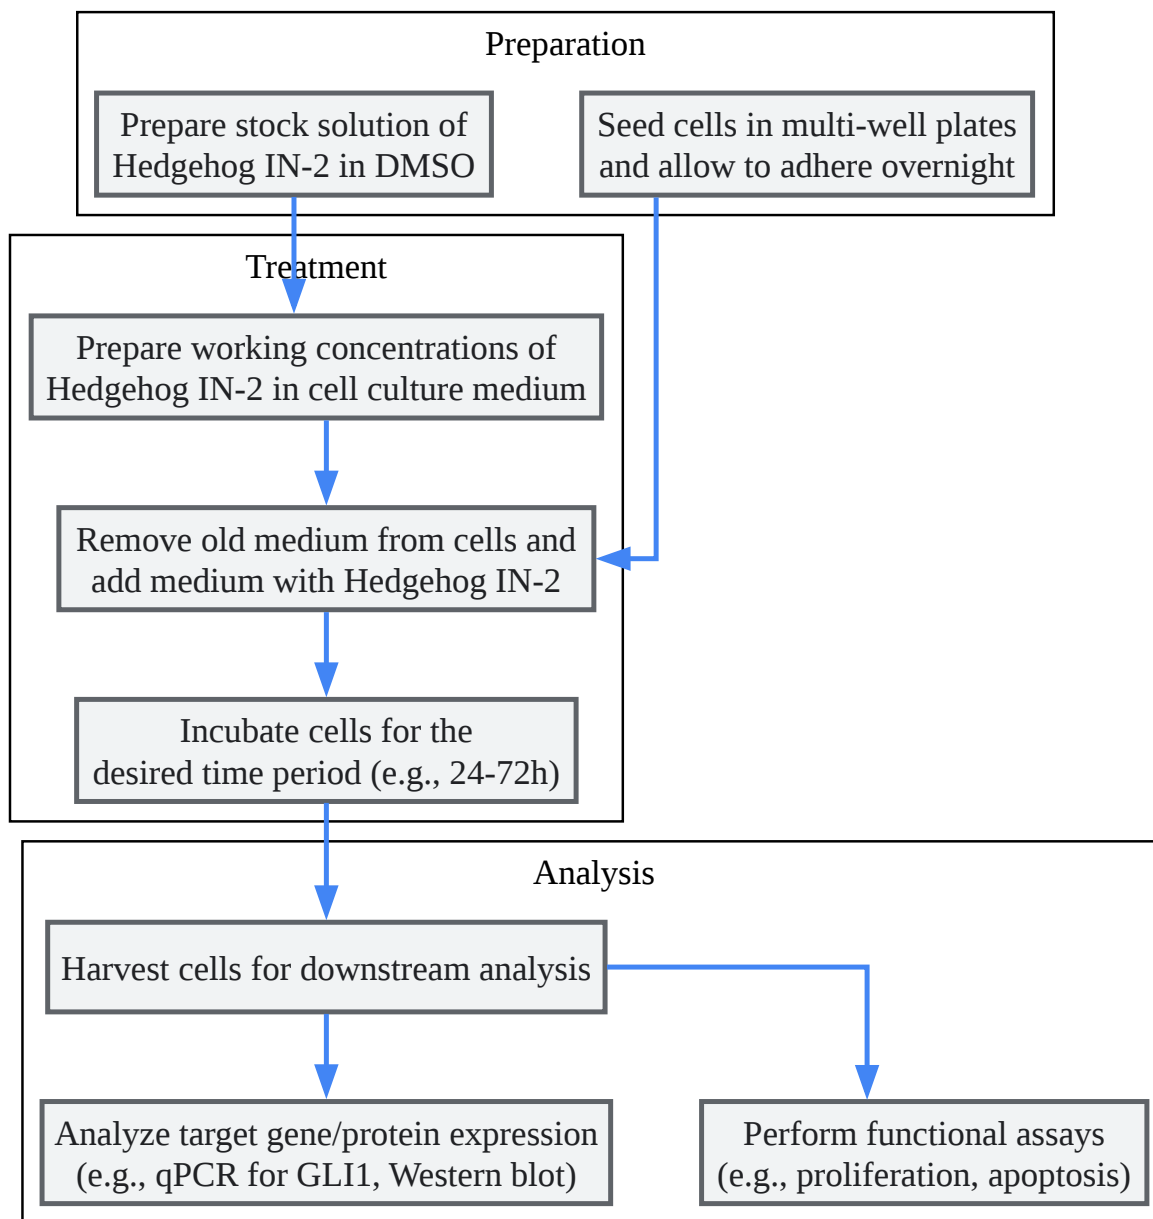 Preparation
Prepare stock solution of
Hedgehog IN-2 in DMSO
Seed cells in multi-well plates
and allow to adhere overnight
Treatment
Prepare working concentrations of
Hedgehog IN-2 in cell culture medium
Remove old medium from cells and
add medium with Hedgehog IN-2
Incubate cells for the
desired time period (e.g., 24-72h)
Analysis
Harvest cells for downstream analysis
Analyze target gene/protein expression
(e.g., qPCR for GLI1, Western blot)
Perform functional assays
(e.g., proliferation, apoptosis)